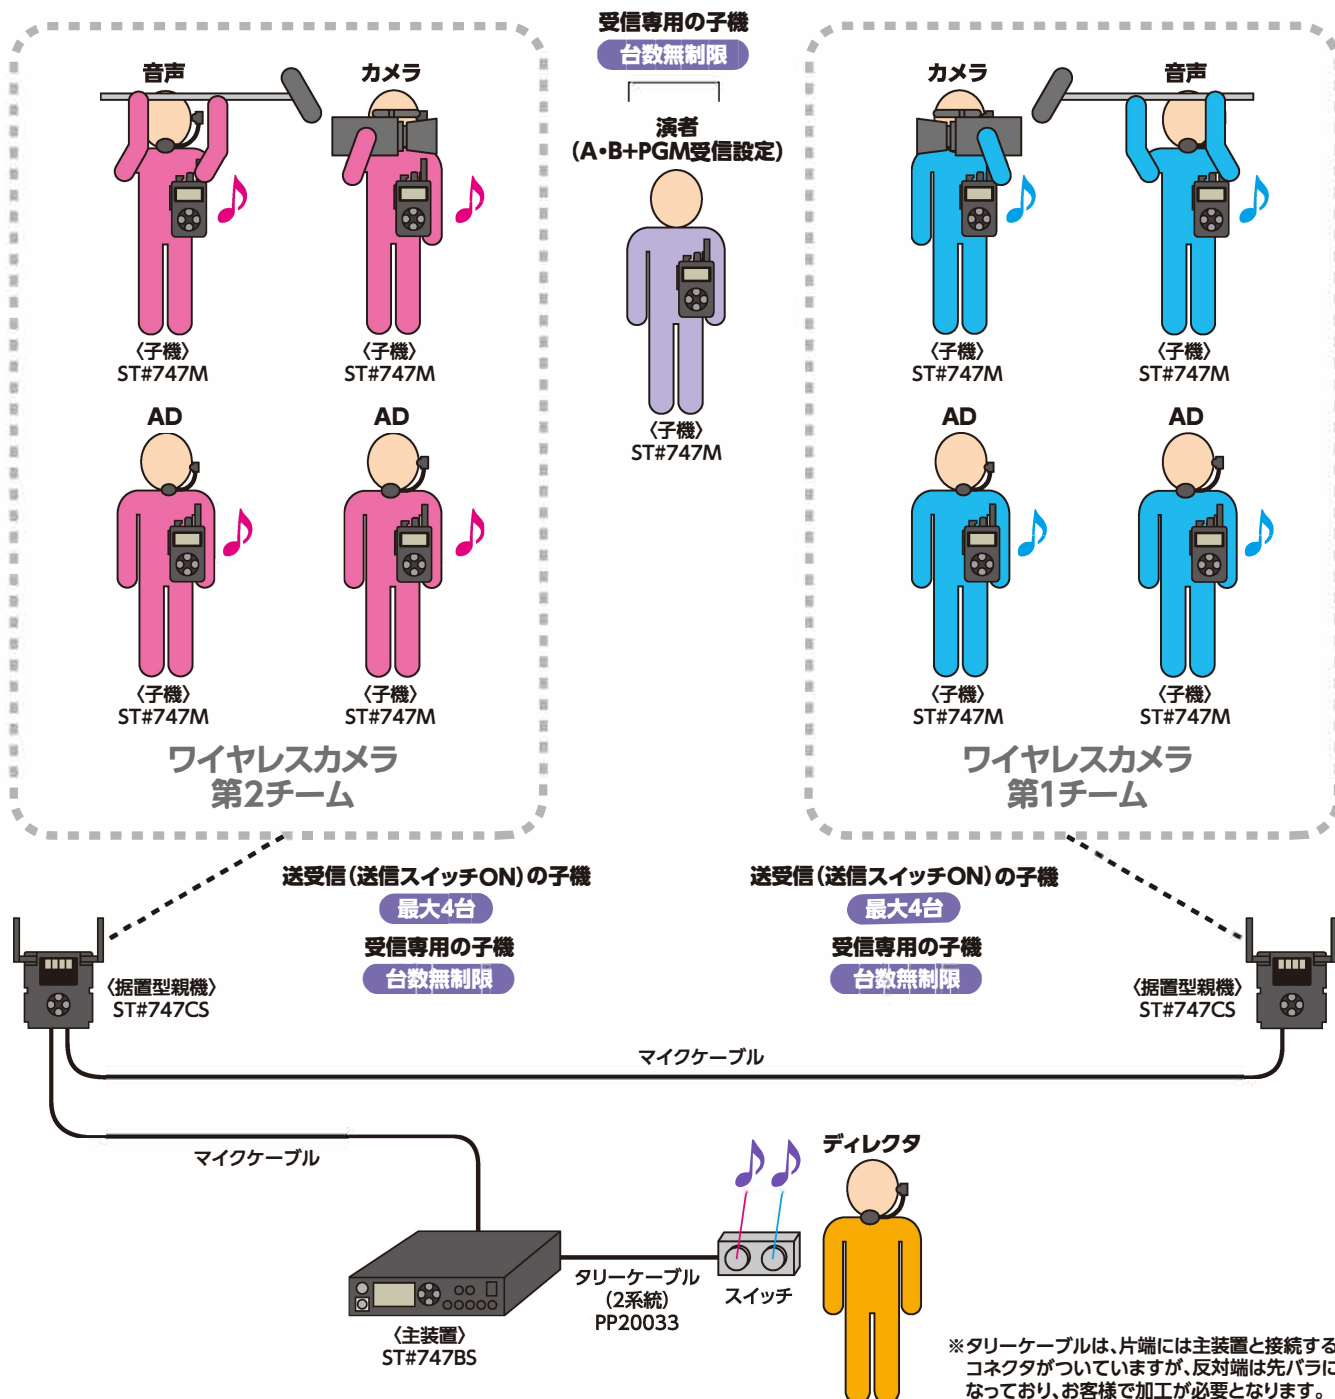 受信専用の子機
台数無制限
音声
カメラ
カメラ
音声
演者
(A・B+PGM受信設定)
〈子機〉
ST#747M
〈子機〉
ST#747M
〈子機〉
ST#747M
〈子機〉
ST#747M
〈子機〉
ST#747M
AD
AD
AD
AD
〈子機〉
ST#747M
〈子機〉
ST#747M
〈子機〉
ST#747M
〈子機〉
ST#747M
ワイヤレスカメラ
第2チーム
ワイヤレスカメラ
第1チーム
送受信(送信スイッチON)の子機
最大4台
受信専用の子機
台数無制限
送受信(送信スイッチON)の子機
最大4台
受信専用の子機
台数無制限
〈据置型親機〉
ST#747CS
〈据置型親機〉
ST#747CS
マイクケーブル
マイクケーブル
ディレクタ
タリーケーブル
(2系統)
PP20033
スイッチ
〈主装置〉
ST#747BS
※タリーケーブルは、片端には主装置と接続する
コネクタがついていますが、反対端は先バラに
なっており、お客様で加工が必要となります。